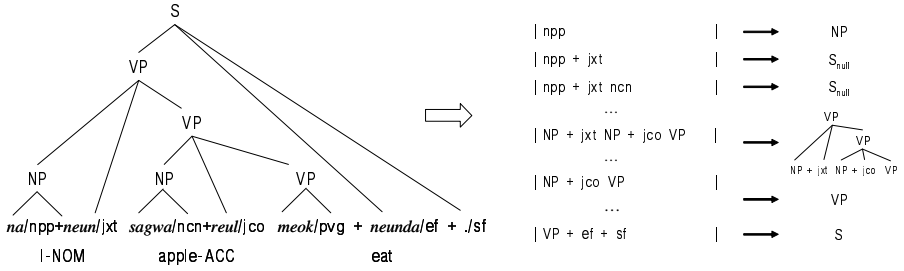 S
VP
VP
NP NP VP
na/npp+neun/jxt sagwa/ncn+reul/jco meok/pvg + neunda/ef + ./sf
I-NOM apple-ACC eat
| npp | NP
| npp + jxt | Snull
| npp + jxt ncn | Snull
...
| NP + jxt NP + jco VP |
VP
VP
NP + jxt NP + jco VP
...
| NP + jco VP | VP
...
| VP + ef + sf | S